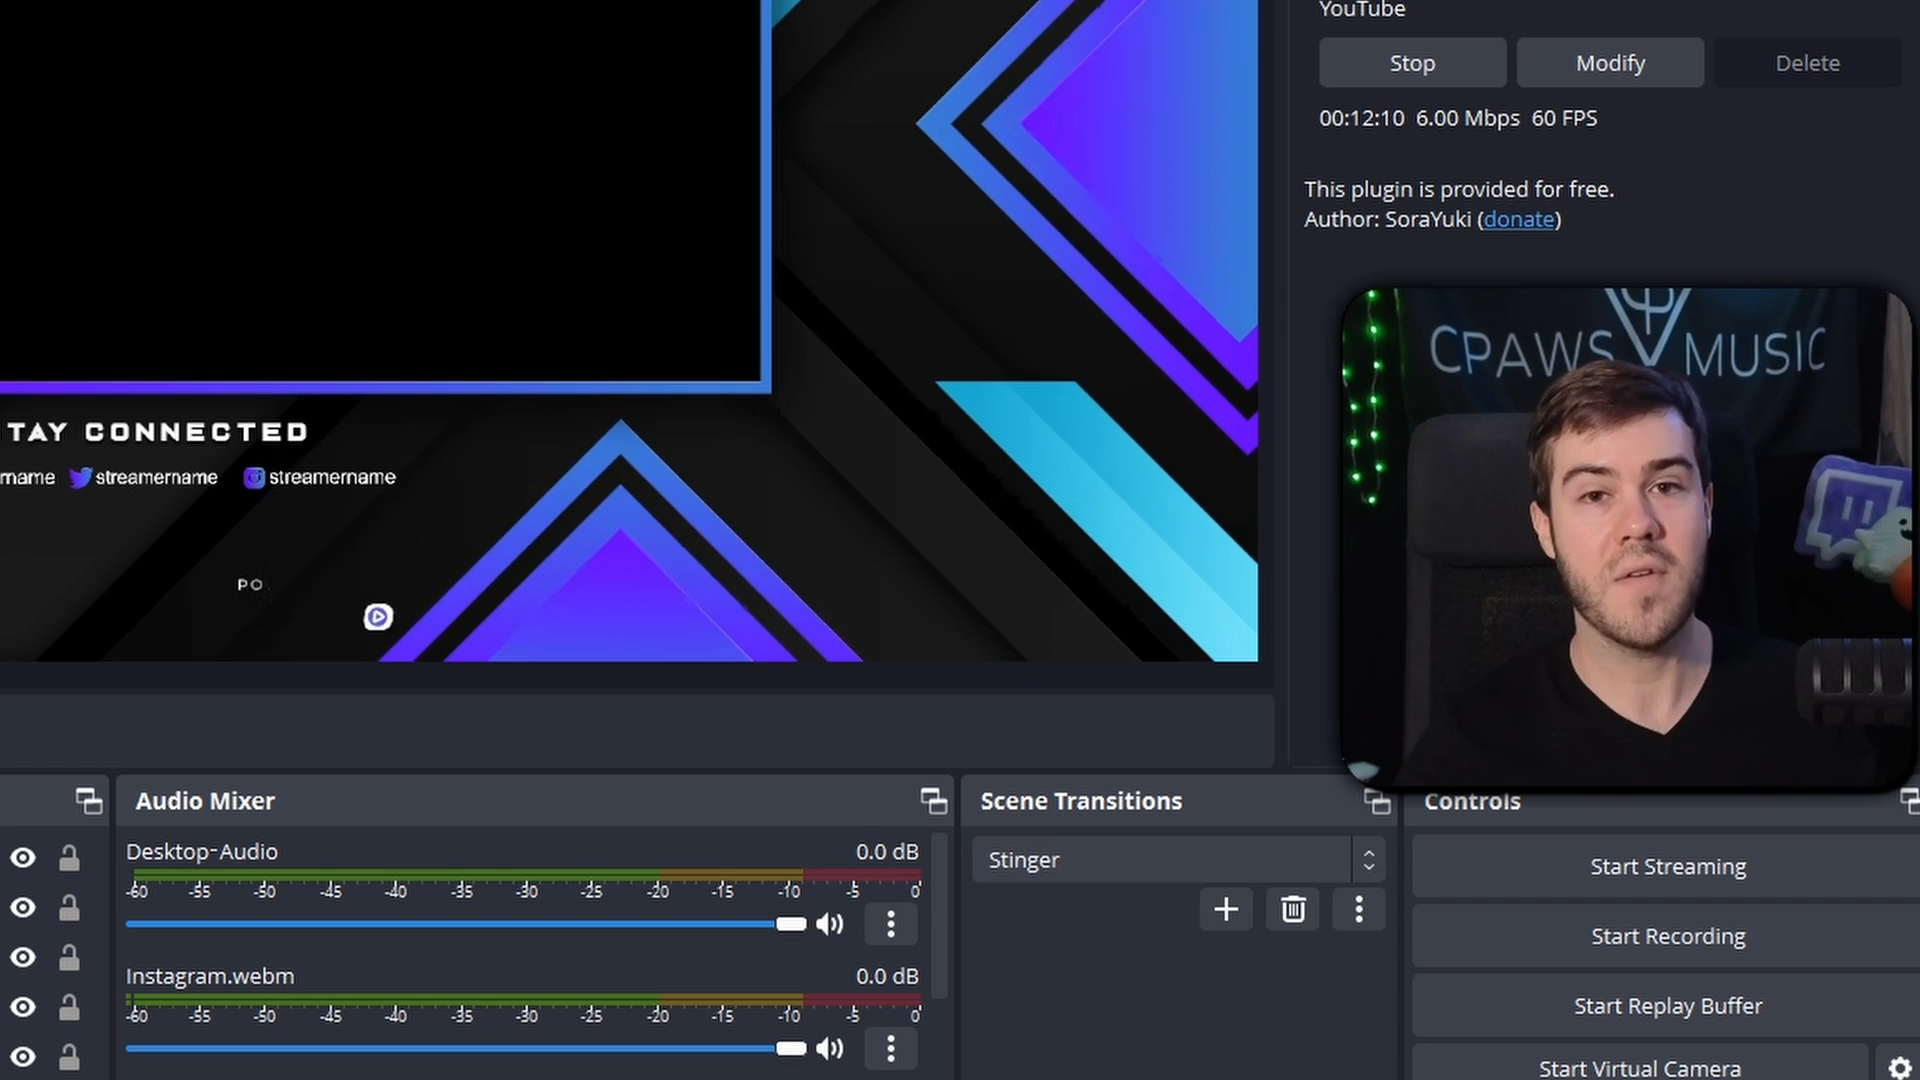 YouTube
Stop
Modify
Delete
00:12:10 6.00 Mbps 60 FPS
This plugin is provided for free.
Author: SoraYuki (donate)
CPAWS MUSIC
TAY CONNECTED
rname
streamername
streamername
PO
Audio Mixer
Scene Transitions
Controls
Desktop-Audio
0.0 dB
-60 -55 -50 -45 -40 -35 -30 -25 -20 -15 -10 -5 0
Instagram.webm
0.0 dB
-60 -55 -50 -45 -40 -35 -30 -25 -20 -15 -10 -5 0
Stinger
Start Streaming
Start Recording
Start Replay Buffer
Start Virtual Camera